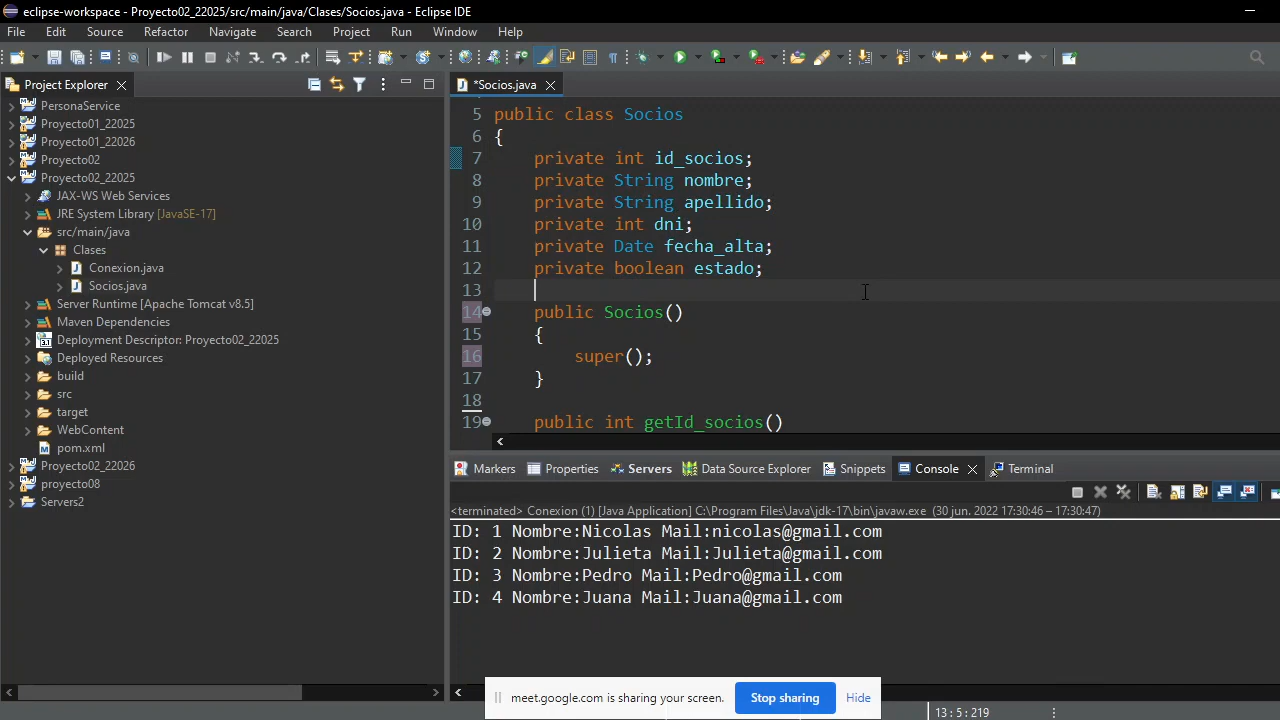 eclipse-workspace - Proyecto02_22025/src/main/java/Clases/Socios.java - Eclipse IDE
File Edit Source Refactor Navigate Search Project Run Window Help
Project Explorer
PersonaService
Proyecto01_22025
Proyecto01_22026
Proyecto02
Proyecto02_22025
JAX-WS Web Services
JRE System Library [JavaSE-17]
src/main/java
Clases
Conexion.java
Socios.java
Server Runtime [Apache Tomcat v8.5]
Maven Dependencies
Deployment Descriptor: Proyecto02_22025
Deployed Resources
build
src
target
WebContent
pom.xml
Proyecto02_22026
proyecto08
Servers2
*Socios.java
5 public class Socios
6 {
7 private int id_socios;
8 private String nombre;
9 private String apellido;
10 private int dni;
11 private Date fecha_alta;
12 private boolean estado;
13
14 public Socios()
15 {
16 super();
17 }
18
19 public int getId_socios()
Markers Properties Servers Data Source Explorer Snippets Console Terminal
<terminated> Conexion (1) [Java Application] C:\Program Files\Java\jdk-17\bin\javaw.exe (30 jun. 2022 17:30:46 – 17:30:47)
ID: 1 Nombre:Nicolas Mail:nicolas@gmail.com
ID: 2 Nombre:Julieta Mail:Julieta@gmail.com
ID: 3 Nombre:Pedro Mail:Pedro@gmail.com
ID: 4 Nombre:Juana Mail:Juana@gmail.com
meet.google.com is sharing your screen. Stop sharing Hide
13 : 5 : 219